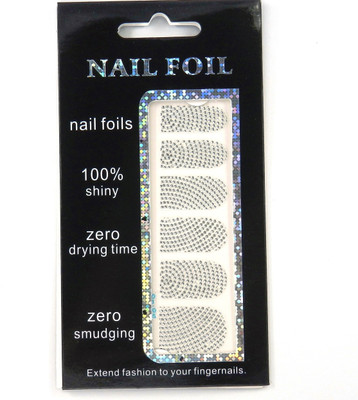 NAIL FOIL
nail foils
100%
shiny
zero
drying time
zero
smudging
Extend fashion to your fingernails.